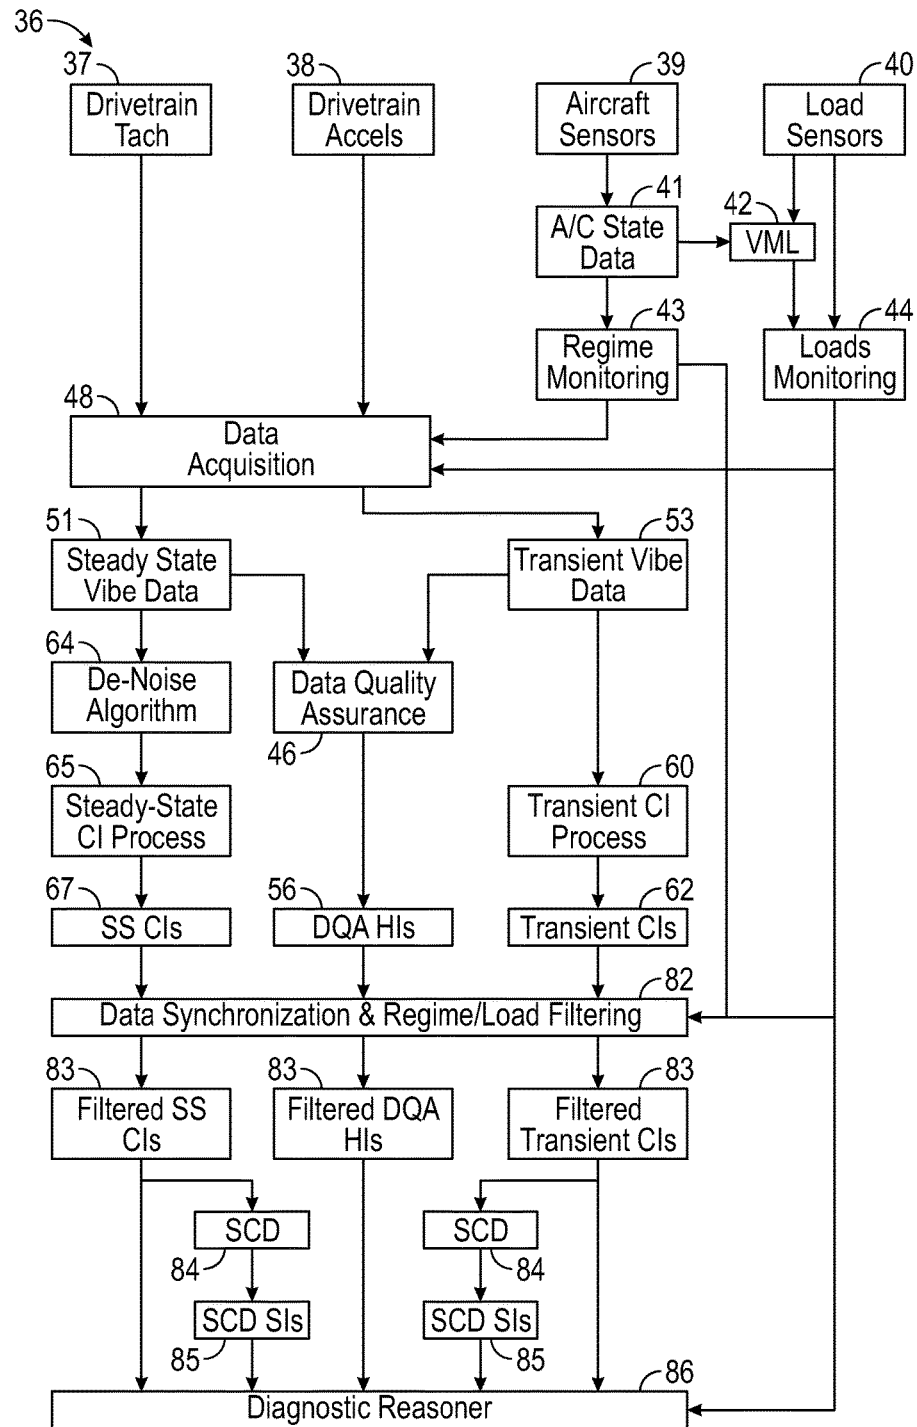 36
37
38
39
40
Drivetrain
Tach
Drivetrain
Accels
Aircraft
Sensors
Load
Sensors
41
42
A/C State
Data
VML
43
44
Regime
Monitoring
Loads
Monitoring
48
Data
Acquisition
51
53
Steady State
Vibe Data
Transient Vibe
Data
64
De-Noise
Algorithm
Data Quality
Assurance
46
65
60
Steady-State
CI Process
Transient CI
Process
67
56
62
SS CIs
DQA HIs
Transient CIs
82
Data Synchronization & Regime/Load Filtering
83
83
83
Filtered SS
CIs
Filtered DQA
HIs
Filtered
Transient CIs
SCD
SCD
84
84
SCD SIs
SCD SIs
85
85
86
Diagnostic Reasoner